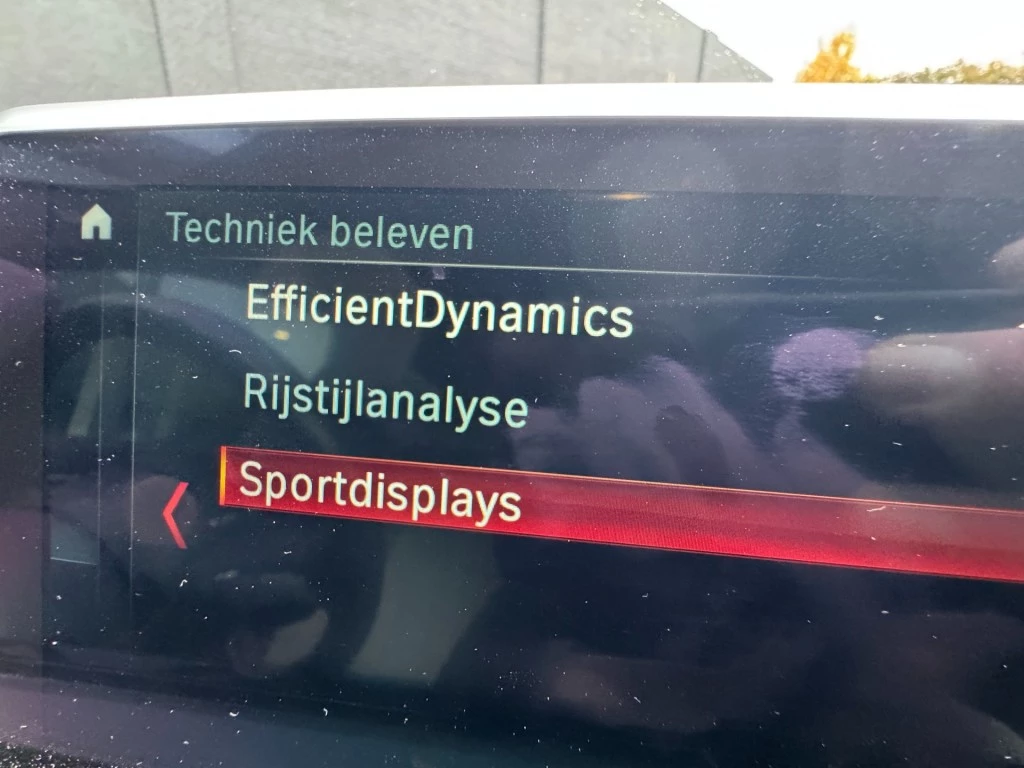 Techniek beleven
EfficientDynamics
Rijstijlanalyse
Sportdisplays